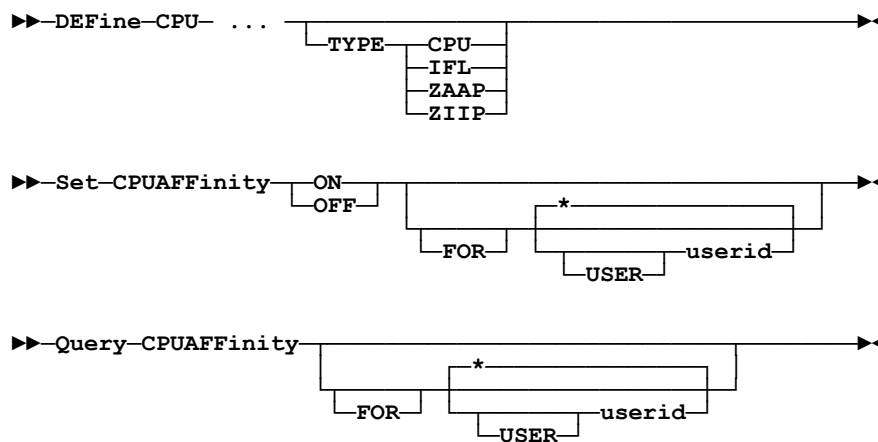 DEFine CPU ...
TYPE CPU
IFL
ZAAP
ZIIP
Set CPUAFFinity ON
OFF
*
FOR userid
USER
Query CPUAFFinity
*
FOR userid
USER